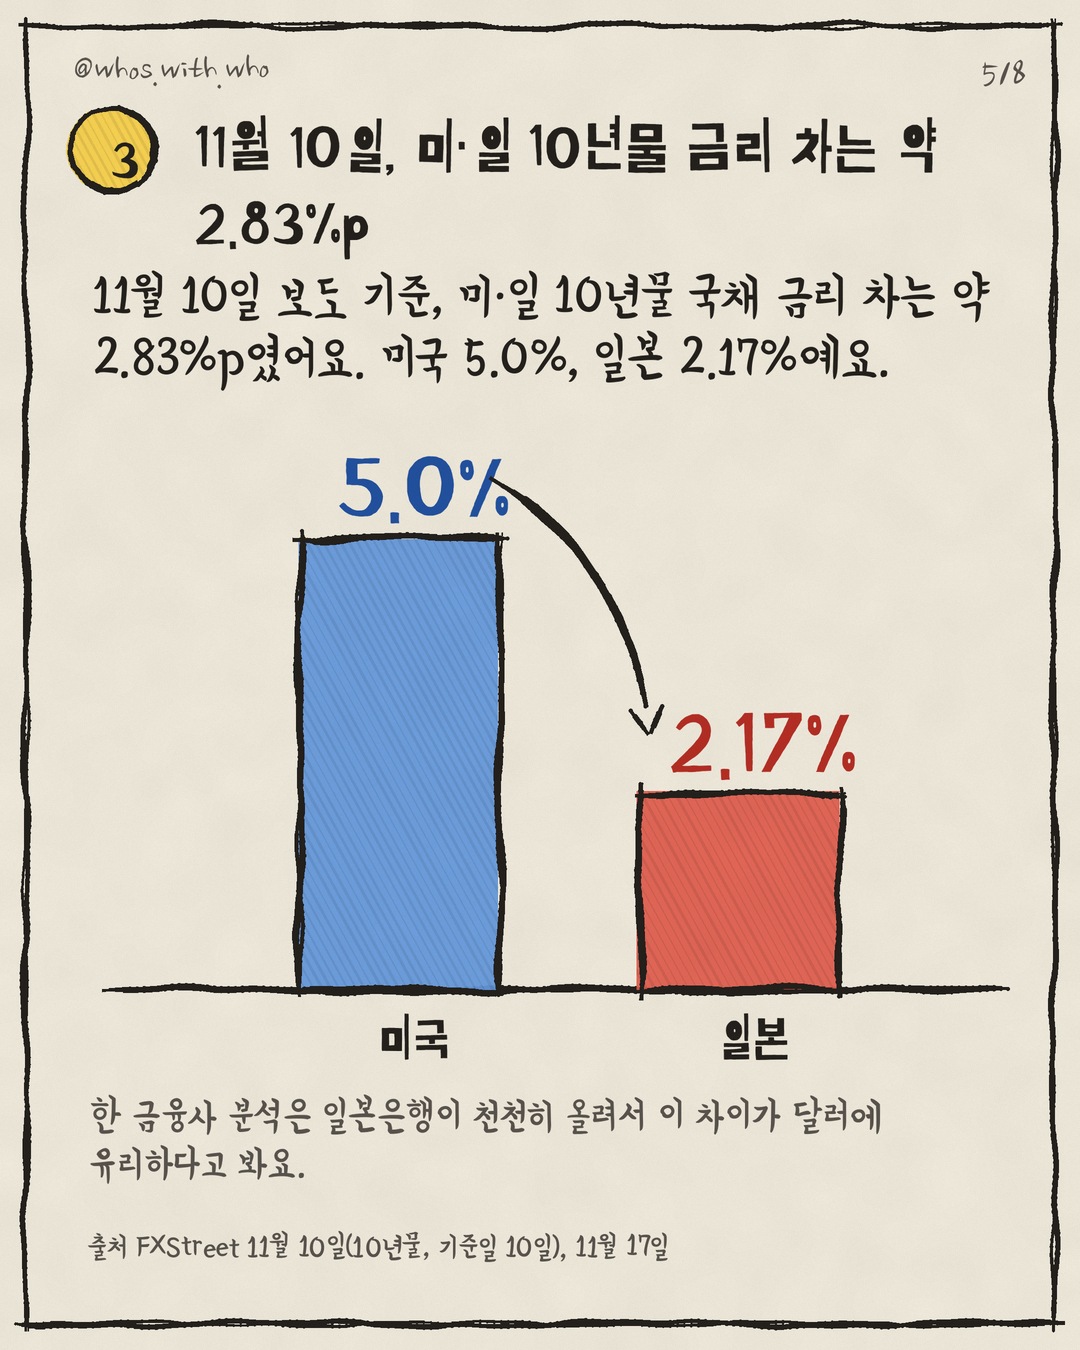 @whos.with.who
5/8
3
11월 10일, 미·일 10년물 금리 차는 약
2.83%p
11월 10일 보도 기준, 미·일 10년물 국채 금리 차는 약
2.83%p였어요. 미국 5.0%, 일본 2.17%예요.
5.0%
2.17%
미국
일본
한 금융사 분석은 일본은행이 천천히 올려서 이 차이가 달러에
유리하다고 봐요.
출처 FXStreet 11월 10일(10년물, 기준일 10일), 11월 17일